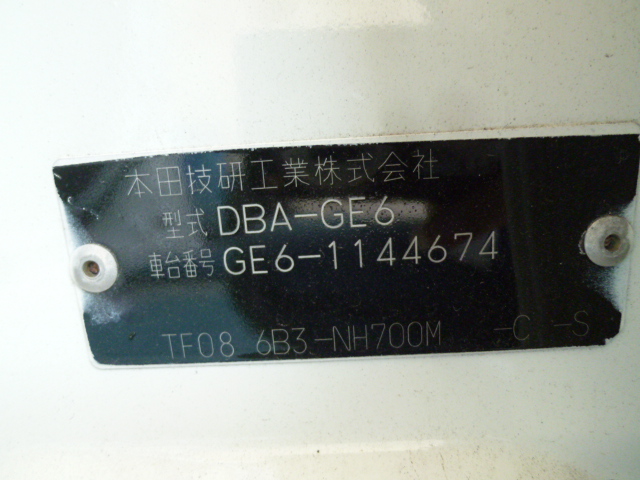 本田技研工業株式会社
型式 DBA-GE6
車台番号 GE6-1144674
TF08 6B3-NH700M -C -S